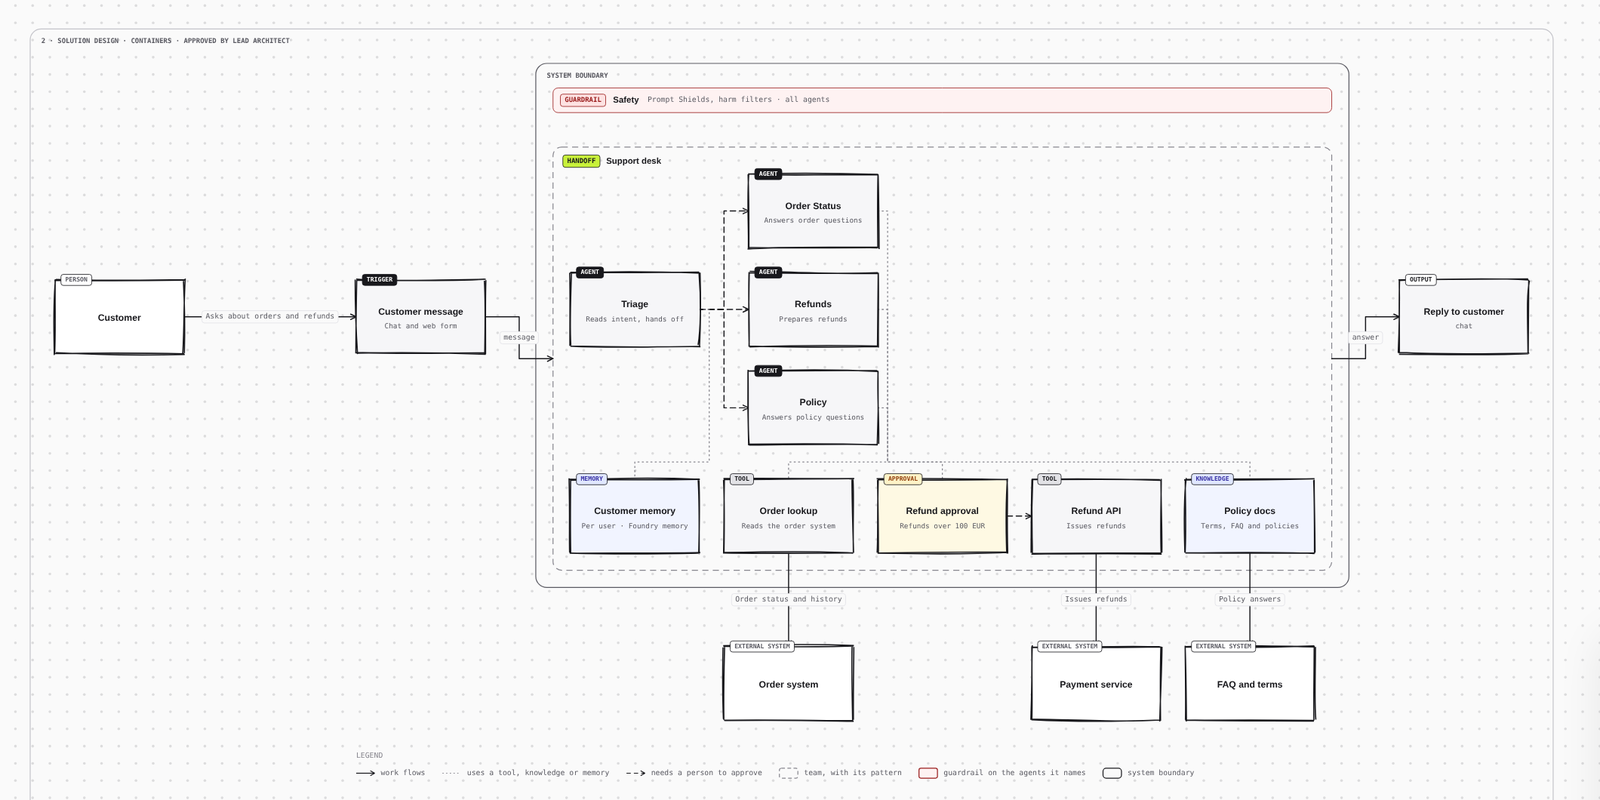 2 · SOLUTION DESIGN · CONTAINERS · APPROVED BY LEAD ARCHITECT
SYSTEM BOUNDARY
GUARDRAIL Safety Prompt Shields, harm filters · all agents
HANDOFF Support desk
AGENT
Order Status
Answers order questions
PERSON
Customer
Asks about orders and refunds
TRIGGER
Customer message
Chat and web form
message
AGENT
Triage
Reads intent, hands off
AGENT
Refunds
Prepares refunds
answer
OUTPUT
Reply to customer
chat
AGENT
Policy
Answers policy questions
MEMORY
Customer memory
Per user · Foundry memory
TOOL
Order lookup
Reads the order system
APPROVAL
Refund approval
Refunds over 100 EUR
TOOL
Refund API
Issues refunds
KNOWLEDGE
Policy docs
Terms, FAQ and policies
Order status and history
Issues refunds
Policy answers
EXTERNAL SYSTEM
Order system
EXTERNAL SYSTEM
Payment service
EXTERNAL SYSTEM
FAQ and terms
LEGEND
work flows
uses a tool, knowledge or memory
needs a person to approve
team, with its pattern
guardrail on the agents it names
system boundary